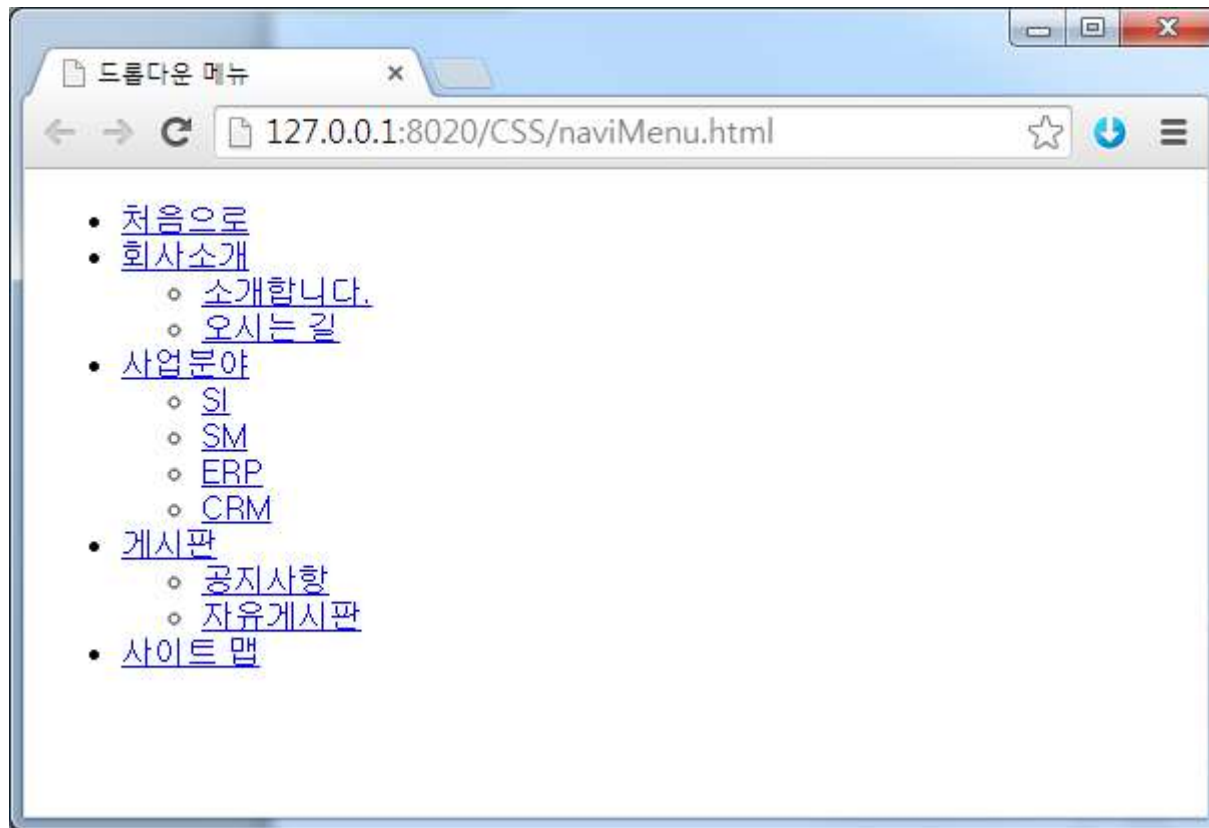 드롭다운 메뉴
127.0.0.1:8020/CSS/naviMenu.html
처음으로
회사소개
소개합니다.
오시는 길
사업분야
SI
SM
ERP
CRM
게시판
공지사항
자유게시판
사이트 맵